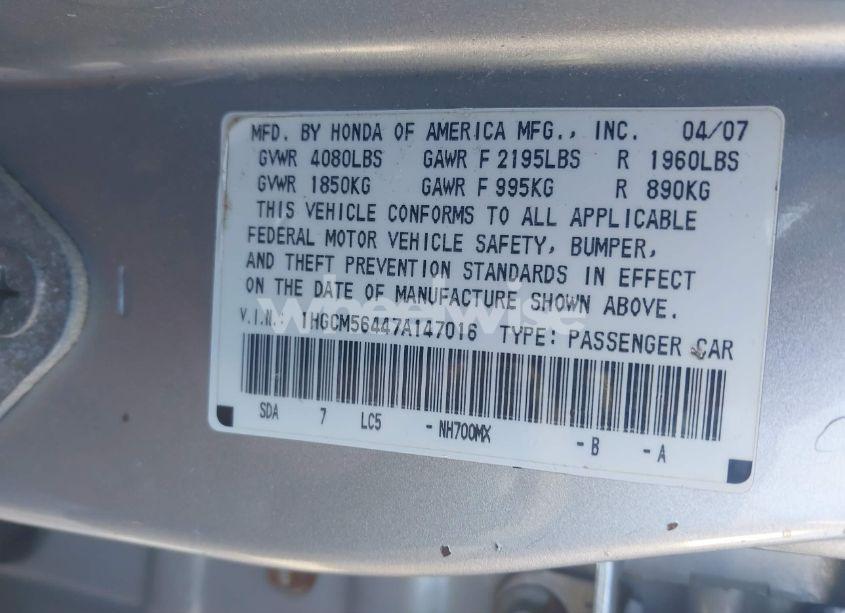 MFD. BY HONDA OF AMERICA MFG., INC. 04/07
GVWR 4080LBS GAWR F 2195LBS R 1960LBS
GVWR 1850KG GAWR F 995KG R 890KG
THIS VEHICLE CONFORMS TO ALL APPLICABLE
FEDERAL MOTOR VEHICLE SAFETY, BUMPER,
AND THEFT PREVENTION STANDARDS IN EFFECT
ON THE DATE OF MANUFACTURE SHOWN ABOVE.
wheelwise
V.I.N.: 1HGCM56447A147016 TYPE: PASSENGER CAR
SDA 7 LC5 - NH700MX - B - A